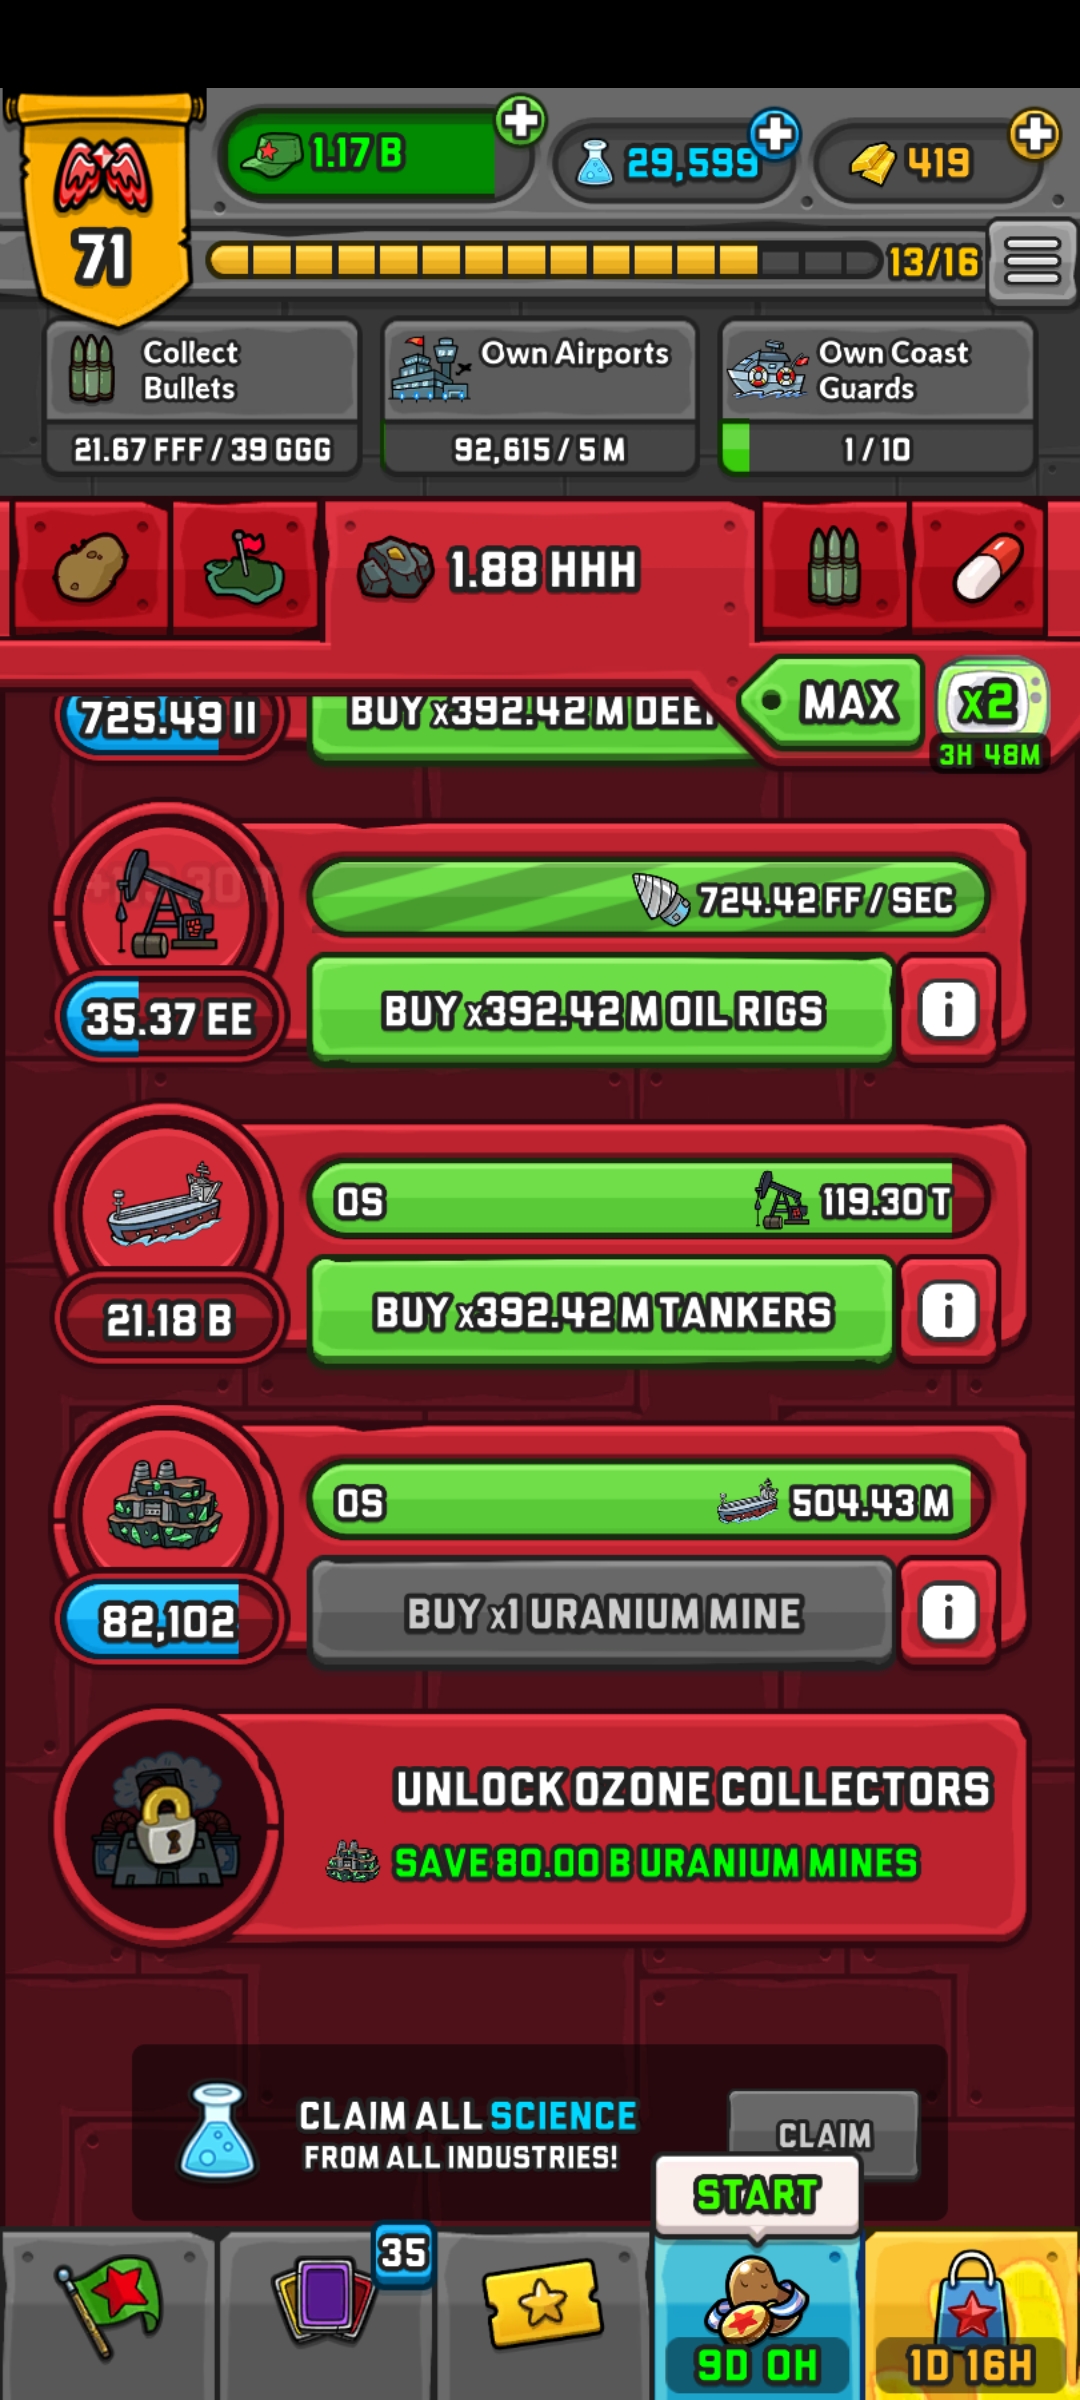 1.17 B
29,599
419
71
13/16
Collect
Bullets
21.67 FFF / 39 GGG
Own Airports
92,615 / 5 M
Own Coast
Guards
1 / 10
1.88 HHH
MAX
x2
3H 48M
725.49 II
BUY x392.42 M
724.42 FF / SEC
35.37 EE
BUY x392.42 M OIL RIGS
i
0S
119.30 T
21.18 B
BUY x392.42 M TANKERS
i
0S
504.43 M
82,102
BUY x1 URANIUM MINE
i
UNLOCK OZONE COLLECTORS
SAVE 80.00 B URANIUM MINES
CLAIM ALL SCIENCE
FROM ALL INDUSTRIES!
CLAIM
START
35
9D 0H
1D 16H